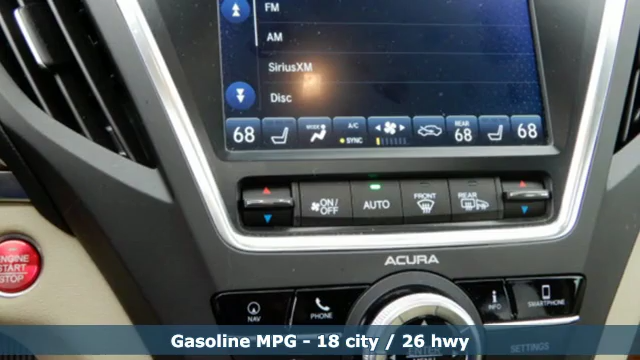 FM
AM
SiriusXM
Disc
68 MODE A/C SYNC REAR 68 68
ON/OFF AUTO FRONT REAR
ENGINE START STOP
ACURA
NAV PHONE INFO SMARTPHONE
SETTINGS
Gasoline MPG - 18 city / 26 hwy